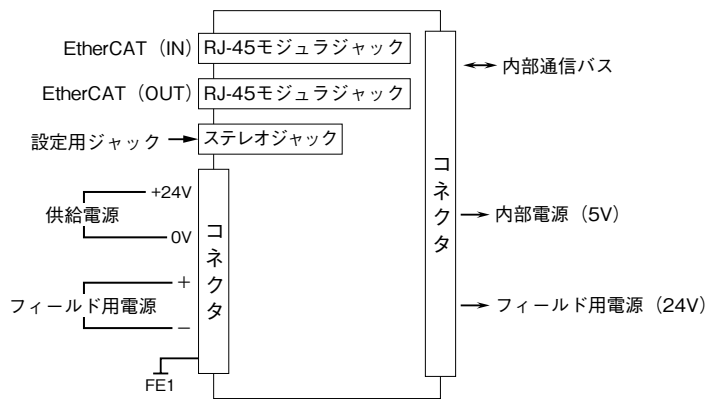 EtherCAT（IN）
RJ-45モジュラジャック
EtherCAT（OUT）
RJ-45モジュラジャック
設定用ジャック
ステレオジャック
供給電源
+24V
0V
フィールド用電源
＋
－
FE1
コネクタ
コネクタ
内部通信バス
内部電源（5V）
フィールド用電源（24V）